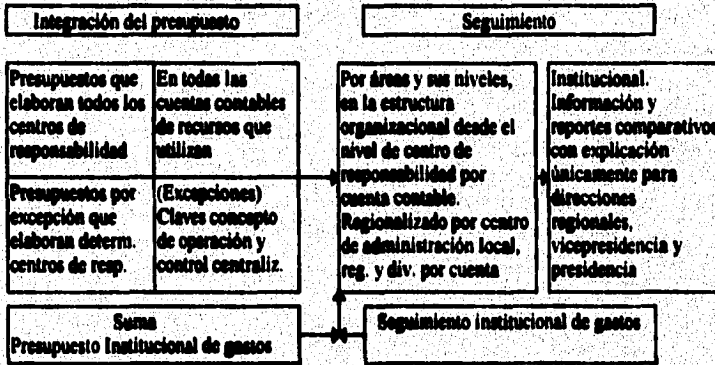 Integración del presupuesto
Seguimiento
Presupuestos que
elaboran todos los
centros de
responsabilidad
En todas las
cuentas contables
de recursos que
utilizan
Presupuestos por
excepción que
elaboran determ.
centros de resp.
(Excepciones)
Claves concepto
de operación y
control centraliz.
Por áreas y sus niveles,
en la estructura
organizacional desde el
nivel de centro de
responsabilidad por
cuenta contable.
Regionalizado por centro
de administración local,
reg. y div. por cuenta
Institucional.
Información y
reportes comparativos
con explicación
únicamente para
direcciones
regionales,
vicepresidencia y
presidencia
Suma
Presupuesto Institucional de gastos
Seguimiento institucional de gastos